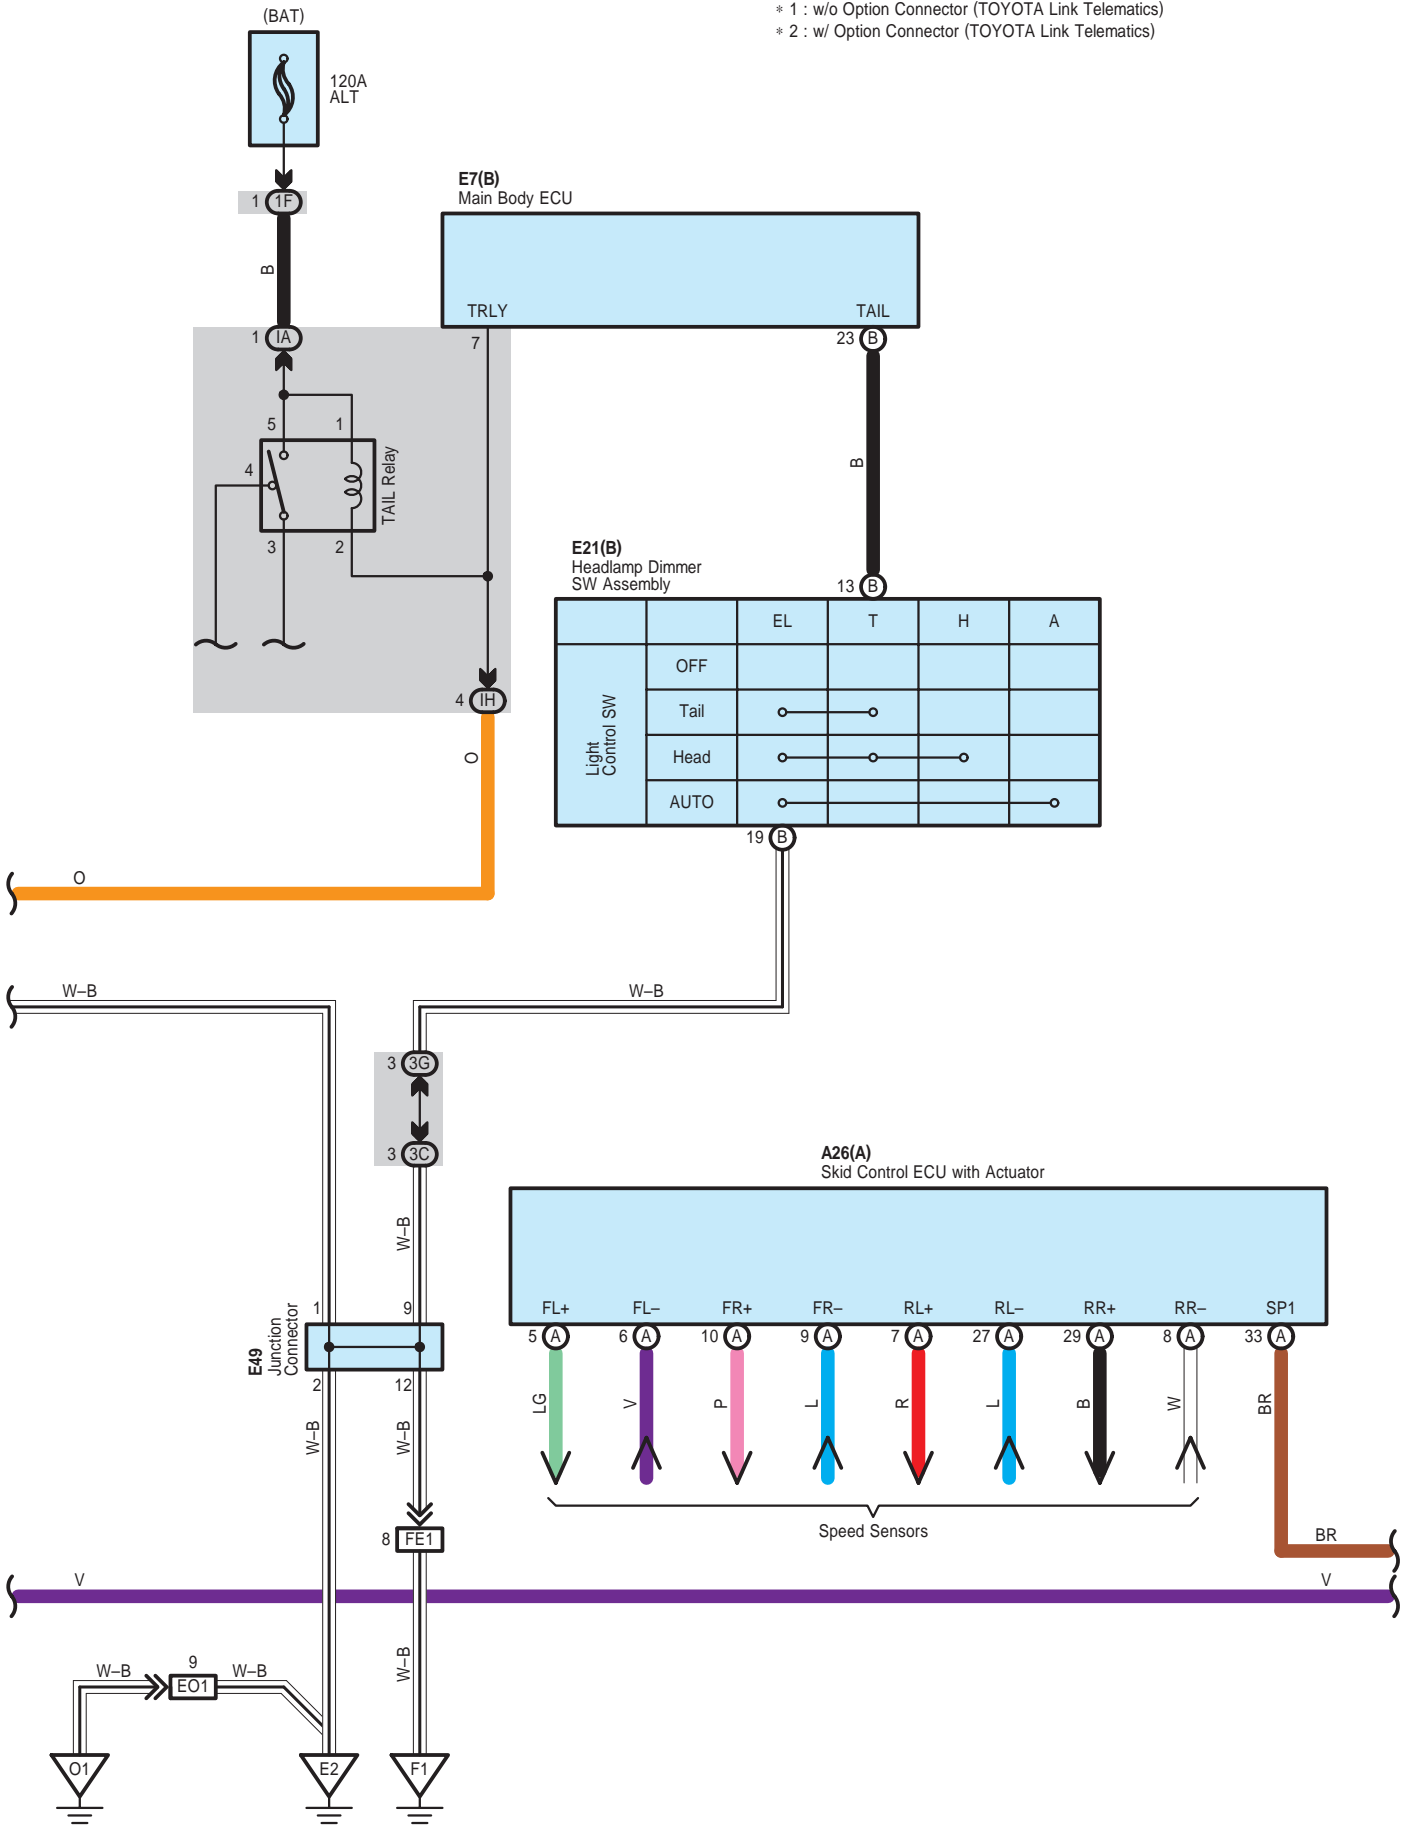 (BAT)
∗ 1 : w/o Option Connector (TOYOTA Link Telematics)
∗ 2 : w/ Option Connector (TOYOTA Link Telematics)
120A
ALT
1 1F
B
E7(B)
Main Body ECU
TRLY
TAIL
7
23 B
1 IA
5
1
4
3
2
TAIL Relay
B
E21(B)
Headlamp Dimmer
SW Assembly
13 B
EL T H A
Light
Control SW
OFF
Tail
Head
AUTO
4 IH
O
19 B
O
W–B
W–B
3 3G
3 3C
W–B
A26(A)
Skid Control ECU with Actuator
FL+ FL– FR+ FR– RL+ RL– RR+ RR– SP1
5 A 6 A 10 A 9 A 7 A 27 A 29 A 8 A 33 A
LG V P L R L B W BR
Speed Sensors
BR
1 9
E49
Junction
Connector
2 12
W–B
W–B
8 FE1
V
V
W–B
W–B
9
EO1
W–B
O1
E2
F1